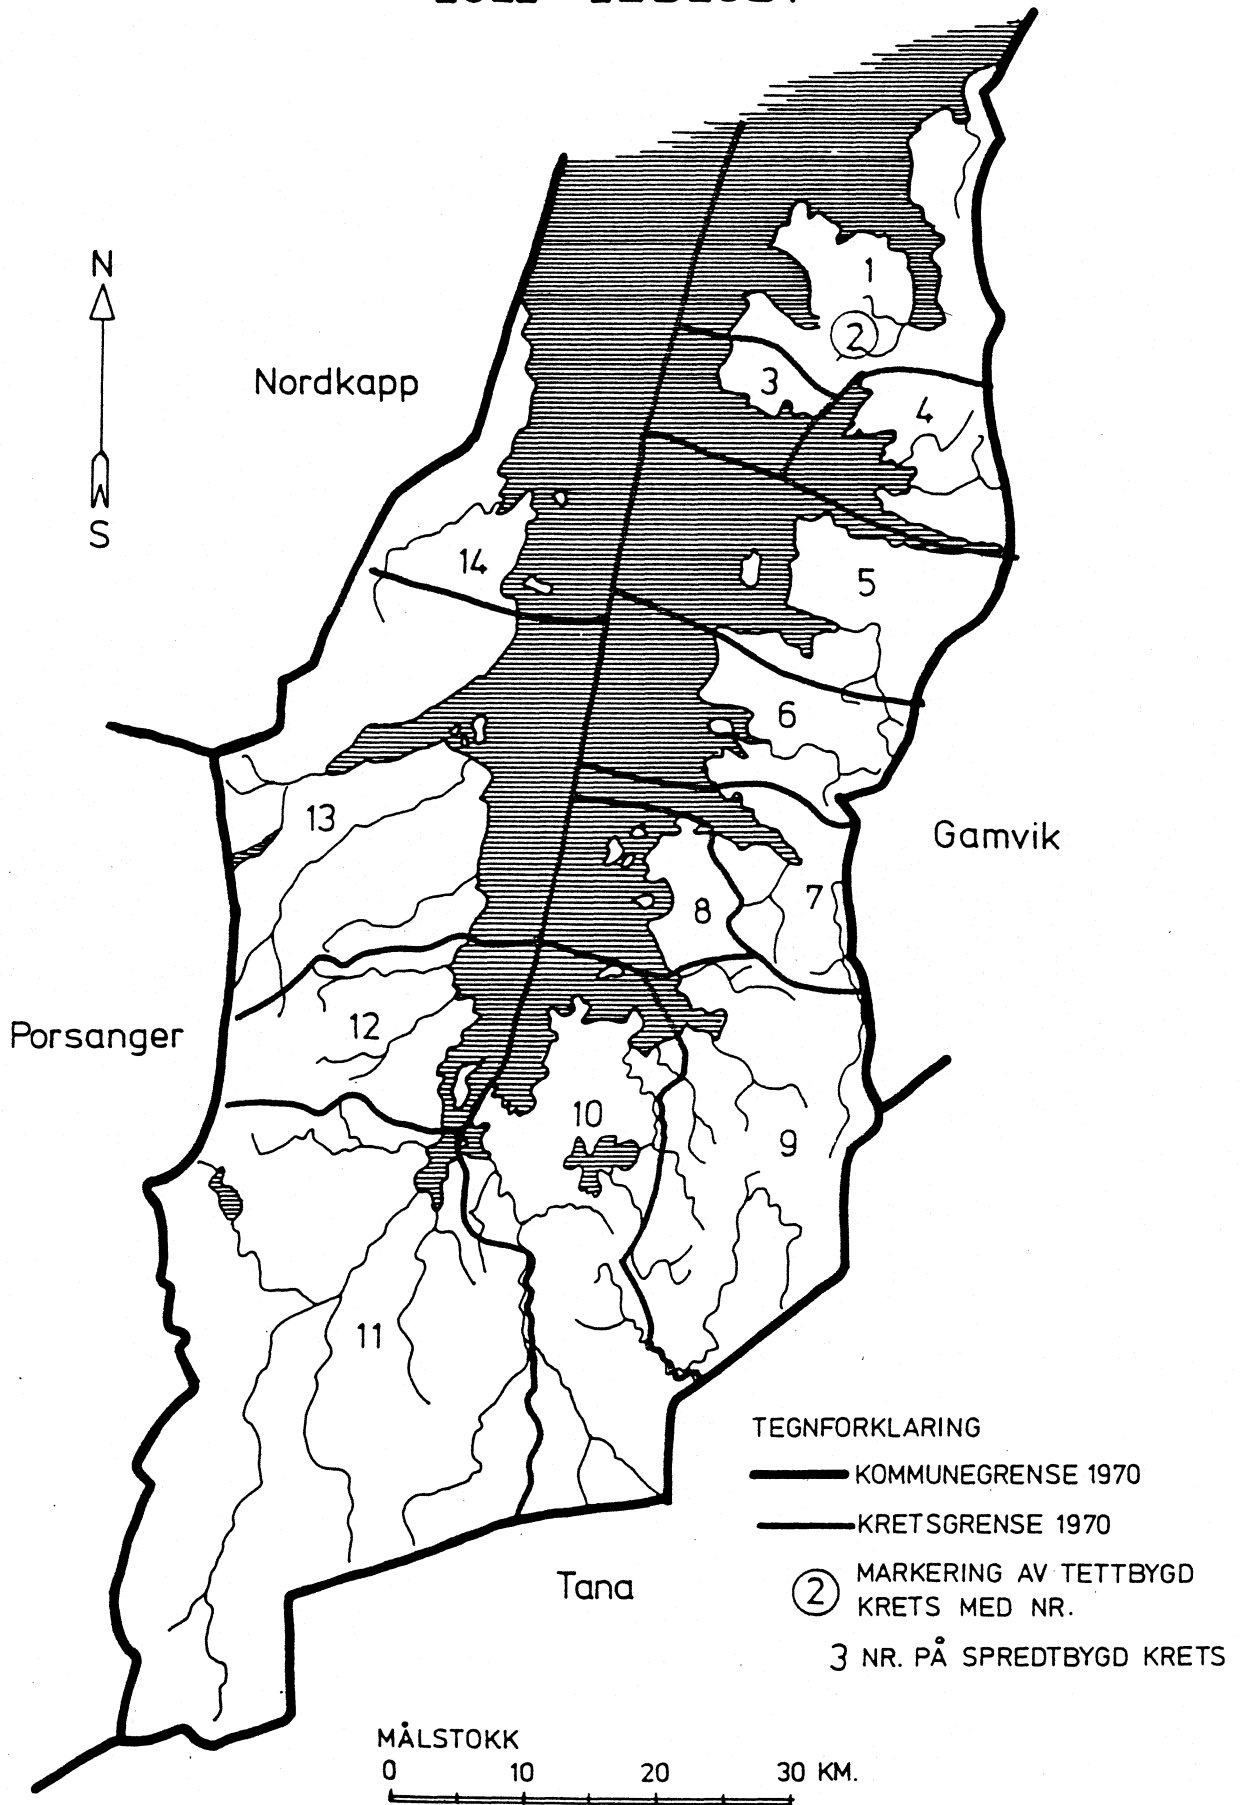 N
S
Nordkapp
1
2
3
4
14
5
6
13
Gamvik
7
8
Porsanger
12
10
9
11
TEGNFORKLARING
KOMMUNEGRENSE 1970
KRETSGRENSE 1970
2 MARKERING AV TETTBYGD
KRETS MED NR.
3 NR. PÅ SPREDTBYGD KRETS
Tana
MÅLSTOKK
0 10 20 30 KM.